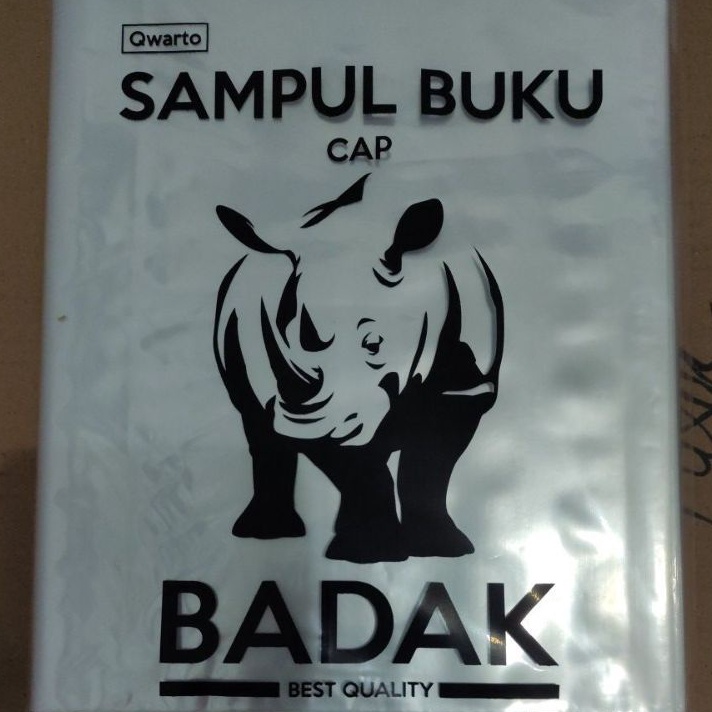 Qwarto
SAMPUL BUKU
CAP
BADAK
BEST QUALITY